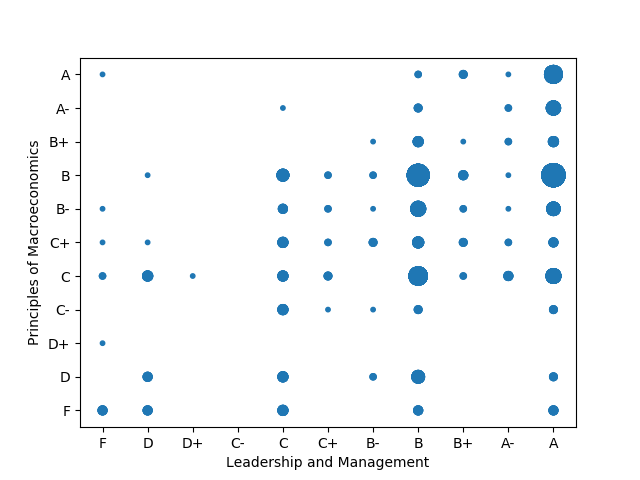 A
A-
B+
B
B-
C+
C
C-
D+
D
F
Principles of Macroeconomics
F D D+ C- C C+ B- B B+ A- A
Leadership and Management